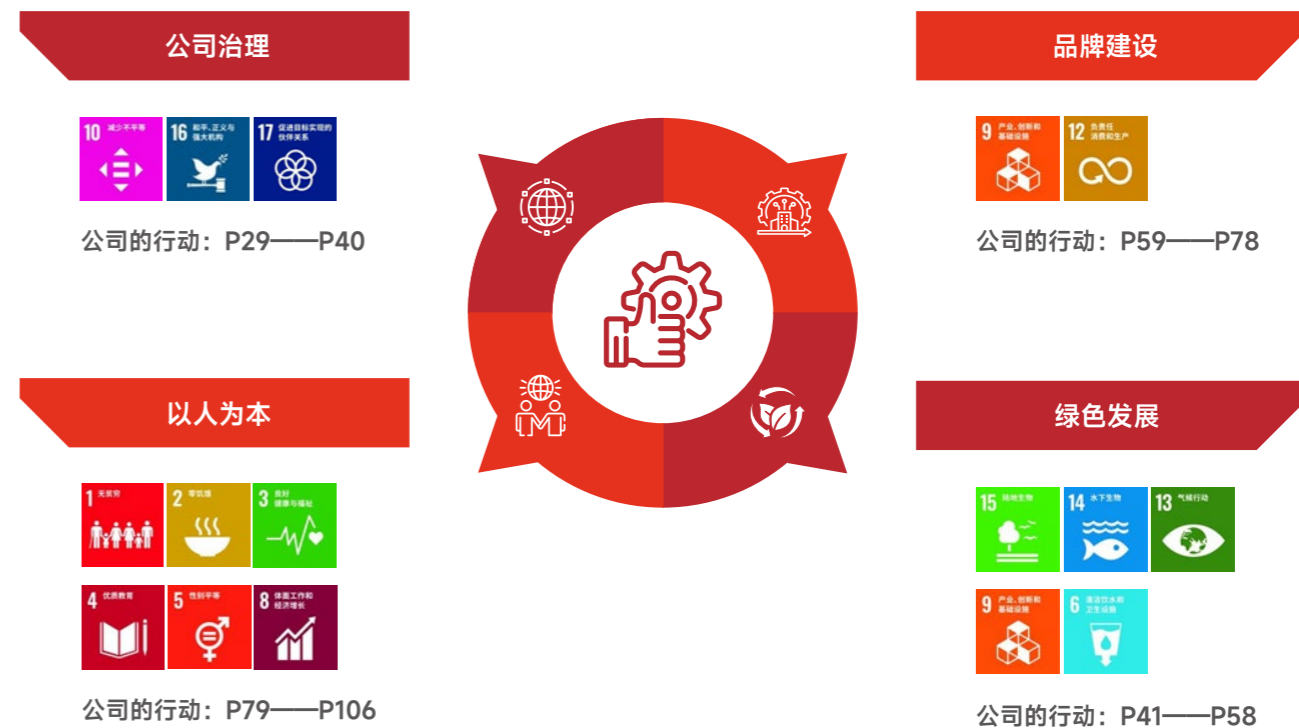 公司治理
10 减少不平等
16 和平、正义与
强大机构
17 促进目标实现的
伙伴关系
公司的行动：P29——P40
品牌建设
9 产业、创新和
基础设施
12 负责任
消费和生产
公司的行动：P59——P78
以人为本
1 无贫穷
2 零饥饿
3 良好
健康与福祉
4 优质教育
5 性别平等
8 体面工作和
经济增长
公司的行动：P79——P106
绿色发展
15 陆地生物
14 水下生物
13 气候行动
9 产业、创新和
基础设施
6 清洁饮水和
卫生设施
公司的行动：P41——P58